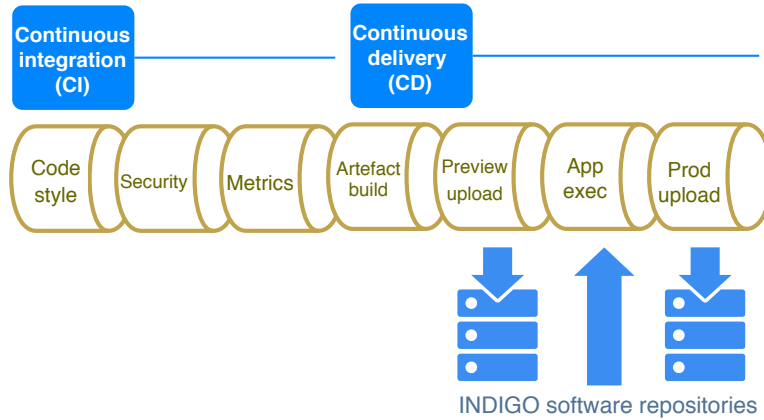 Continuous
integration
(CI)
Continuous
delivery
(CD)
Code
style
Security
Metrics
Artefact
build
Preview
upload
App
exec
Prod
upload
INDIGO software repositories